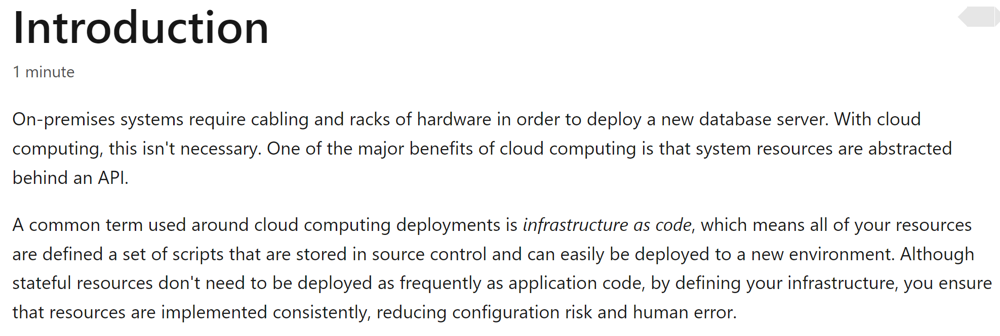 Introduction
1 minute
On-premises systems require cabling and racks of hardware in order to deploy a new database server. With cloud
computing, this isn't necessary. One of the major benefits of cloud computing is that system resources are abstracted
behind an API.
A common term used around cloud computing deployments is infrastructure as code, which means all of your resources
are defined a set of scripts that are stored in source control and can easily be deployed to a new environment. Although
stateful resources don't need to be deployed as frequently as application code, by defining your infrastructure, you ensure
that resources are implemented consistently, reducing configuration risk and human error.